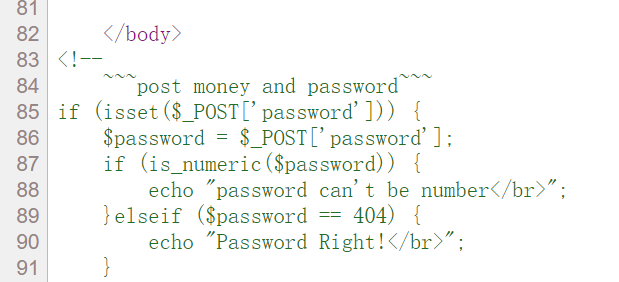 81
82 </body>
83 <!--
84 ~~~post money and password~~~
85 if (isset($_POST['password'])) {
86 $password = $_POST['password'];
87 if (is_numeric($password)) {
88 echo "password can't be number</br>";
89 }elseif ($password == 404) {
90 echo "Password Right!</br>";
91 }